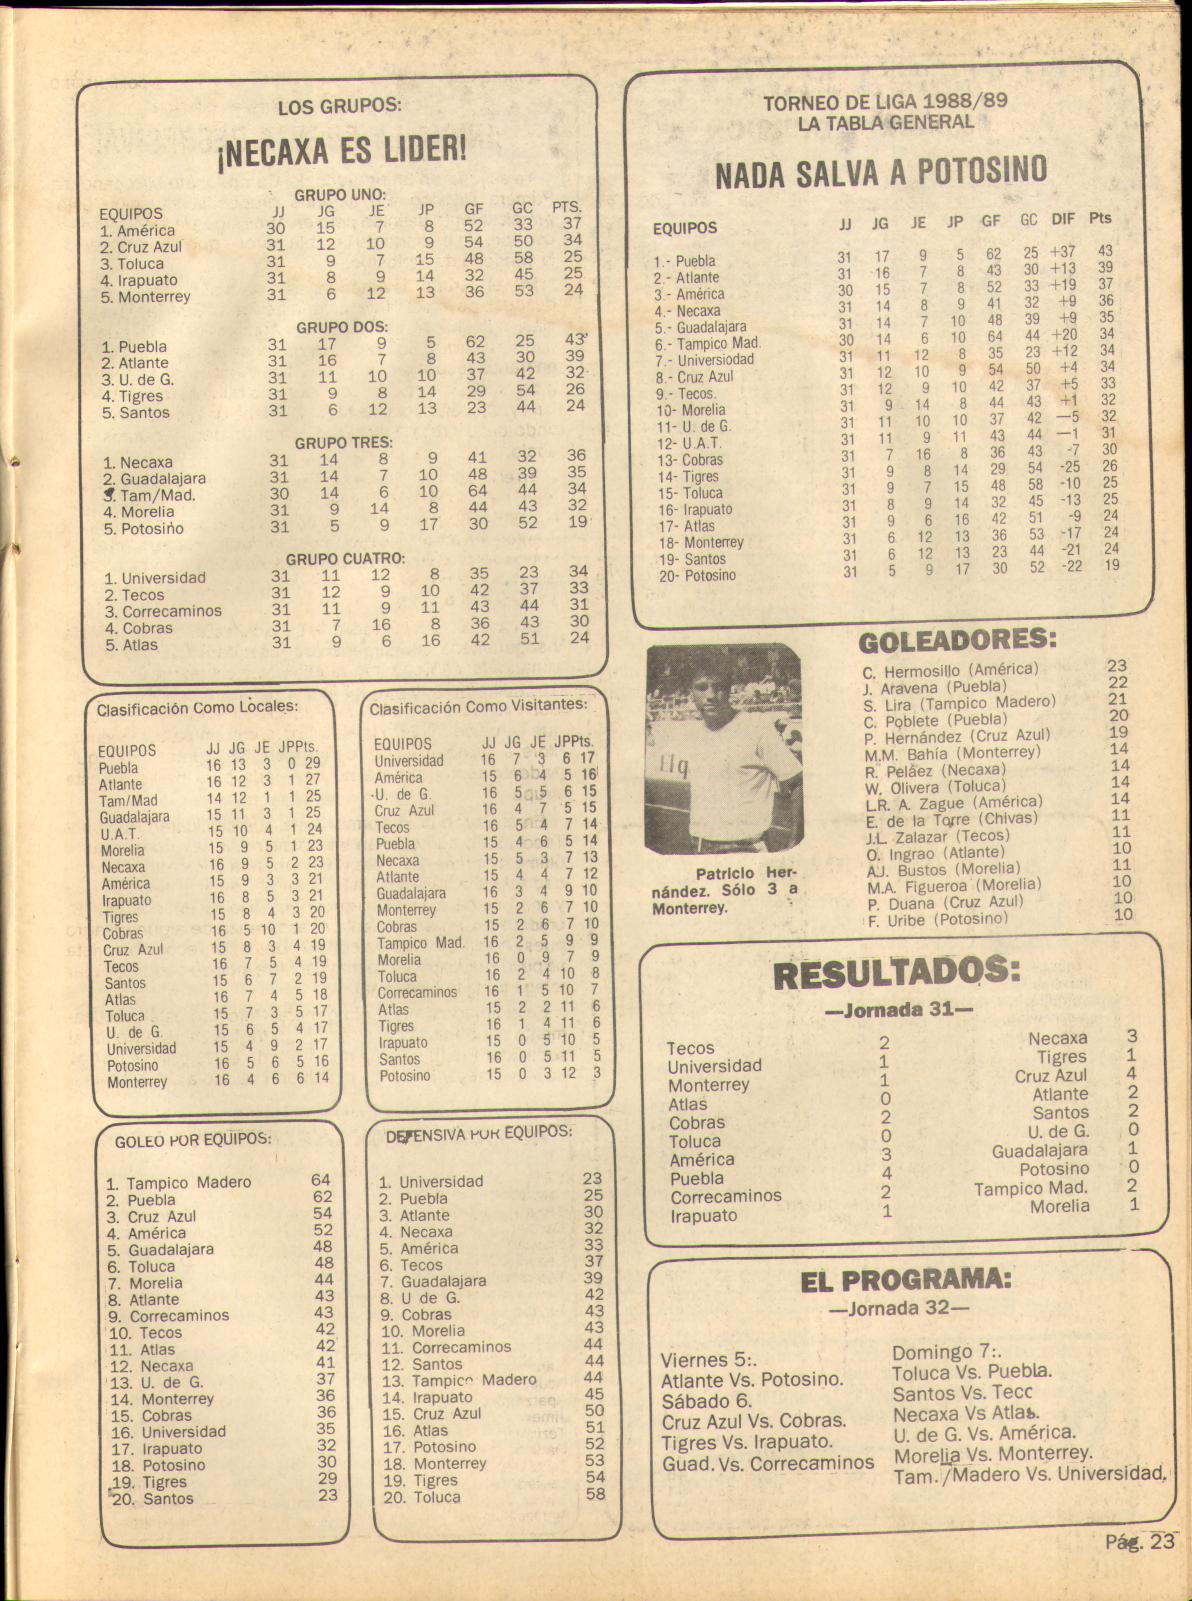 LOS GRUPOS:
¡NECAXA ES LIDER!
GRUPO UNO:
EQUIPOS JJ JG JE JP GF GC PTS.
1. América 30 15 7 8 52 33 37
2. Cruz Azul 31 12 10 9 54 50 34
3. Toluca 31 9 7 15 48 58 25
4. Irapuato 31 8 9 14 32 45 25
5. Monterrey 31 6 12 13 36 53 24
GRUPO DOS:
1. Puebla 31 17 9 5 62 25 43
2. Atlante 31 16 7 8 43 30 39
3. U. de G. 31 11 10 10 37 42 32
4. Tigres 31 9 8 14 29 54 26
5. Santos 31 6 12 13 23 44 24
GRUPO TRES:
1. Necaxa 31 14 8 9 41 32 36
2. Guadalajara 31 14 7 10 48 39 35
3. Tam/Mad. 30 14 6 10 64 44 34
4. Morelia 31 9 14 8 44 43 32
5. Potosino 31 5 9 17 30 52 19
GRUPO CUATRO:
1. Universidad 31 11 12 8 35 23 34
2. Tecos 31 12 9 10 42 37 33
3. Correcaminos 31 11 9 11 43 44 31
4. Cobras 31 7 16 8 36 43 30
5. Atlas 31 9 6 16 42 51 24
TORNEO DE LIGA 1988/89
LA TABLA GENERAL
NADA SALVA A POTOSINO
EQUIPOS JJ JG JE JP GF GC DIF Pts
1.- Puebla 31 17 9 5 62 25 +37 43
2.- Atlante 31 16 7 8 43 30 +13 39
3.- América 30 15 7 8 52 33 +19 37
4.- Necaxa 31 14 8 9 41 32 +9 36
5.- Guadalajara 31 14 7 10 48 39 +9 35
6.- Tampico Mad. 30 14 6 10 64 44 +20 34
7.- Universiodad 31 11 12 8 35 23 +12 34
8.- Cruz Azul 31 12 10 9 54 50 +4 34
9.- Tecos. 31 12 9 10 42 37 +5 33
10- Morelia 31 9 14 8 44 43 +1 32
11- U. de G. 31 11 10 10 37 42 —5 32
12- U.A.T. 31 11 9 11 43 44 —1 31
13- Cobras 31 7 16 8 36 43 -7 30
14- Tigres 31 9 8 14 29 54 -25 26
15- Toluca 31 9 7 15 48 58 -10 25
16- Irapuato 31 8 9 14 32 45 -13 25
17- Atlas 31 9 6 16 42 51 -9 24
18- Monterrey 31 6 12 13 36 53 -17 24
19- Santos 31 6 12 13 23 44 -21 24
20- Potosino 31 5 9 17 30 52 -22 19
Clasificación Como Locales:
EQUIPOS JJ JG JE JPPts.
Puebla 16 13 3 0 29
Atlante 16 12 3 1 27
Tam/Mad 14 12 1 1 25
Guadalajara 15 11 3 1 25
U.A.T. 15 10 4 1 24
Morelia 15 9 5 1 23
Necaxa 16 9 5 2 23
América 15 9 3 3 21
Irapuato 16 8 5 3 21
Tigres 15 8 4 3 20
Cobras 16 5 10 1 20
Cruz Azul 15 8 3 4 19
Tecos 16 7 5 4 19
Santos 15 6 7 2 19
Atlas 16 7 4 5 18
Toluca 15 7 3 5 17
U. de G. 15 6 5 4 17
Universidad 15 4 9 2 17
Potosino 16 5 6 5 16
Monterrey 16 4 6 6 14
Clasificación Como Visitantes:
EQUIPOS JJ JG JE JPPts.
Universidad 16 7 3 6 17
América 15 6 4 5 16
U. de G. 16 5 5 6 15
Cruz Azul 16 4 7 5 15
Tecos 16 5 4 7 14
Puebla 15 4 6 5 14
Necaxa 15 5 3 7 13
Atlante 15 4 4 7 12
Guadalajara 16 3 4 9 10
Monterrey 15 2 6 7 10
Cobras 15 2 6 7 10
Tampico Mad. 16 2 5 9 9
Morelia 16 0 9 7 9
Toluca 16 2 4 10 8
Correcaminos 16 1 5 10 7
Atlas 15 2 2 11 6
Tigres 16 1 4 11 6
Irapuato 15 0 5 10 5
Santos 16 0 5 11 5
Potosino 15 0 3 12 3
Patricio Her-
nández. Sólo 3 a
Monterrey.
GOLEADORES:
C. Hermosillo (América) 23
J. Aravena (Puebla) 22
S. Lira (Tampico Madero) 21
C. Poblete (Puebla) 20
P. Hernández (Cruz Azul) 19
M.M. Bahía (Monterrey) 14
R. Peláez (Necaxa) 14
W. Olivera (Toluca) 14
L.R. A. Zague (América) 14
E. de la Torre (Chivas) 11
J.L. Zalazar (Tecos) 11
O. Ingrao (Atlante) 10
A.J. Bustos (Morelia) 11
M.A. Figueroa (Morelia) 10
P. Duana (Cruz Azul) 10
F. Uribe (Potosino) 10
RESULTADOS:
—Jornada 31—
Tecos 2 Necaxa 3
Universidad 1 Tigres 1
Monterrey 1 Cruz Azul 4
Atlas 0 Atlante 2
Cobras 2 Santos 2
Toluca 0 U. de G. 0
América 3 Guadalajara 1
Puebla 4 Potosino 0
Correcaminos 2 Tampico Mad. 2
Irapuato 1 Morelia 1
GOLEO POR EQUIPOS:
1. Tampico Madero 64
2. Puebla 62
3. Cruz Azul 54
4. América 52
5. Guadalajara 48
6. Toluca 48
7. Morelia 44
8. Atlante 43
9. Correcaminos 43
10. Tecos 42
11. Atlas 42
12. Necaxa 41
13. U. de G. 37
14. Monterrey 36
15. Cobras 36
16. Universidad 35
17. Irapuato 32
18. Potosino 30
19. Tigres 29
20. Santos 23
DEFENSIVA POR EQUIPOS:
1. Universidad 23
2. Puebla 25
3. Atlante 30
4. Necaxa 32
5. América 33
6. Tecos 37
7. Guadalajara 39
8. U de G. 42
9. Cobras 43
10. Morelia 43
11. Correcaminos 44
12. Santos 44
13. Tampico Madero 44
14. Irapuato 45
15. Cruz Azul 50
16. Atlas 51
17. Potosino 52
18. Monterrey 53
19. Tigres 54
20. Toluca 58
EL PROGRAMA:
—Jornada 32—
Viernes 5:.
Atlante Vs. Potosino.
Sábado 6.
Cruz Azul Vs. Cobras.
Tigres Vs. Irapuato.
Guad. Vs. Correcaminos
Domingo 7:.
Toluca Vs. Puebla.
Santos Vs. Tecc
Necaxa Vs Atlas.
U. de G. Vs. América.
Morelia Vs. Monterrey.
Tam./Madero Vs. Universidad.
Pág. 23